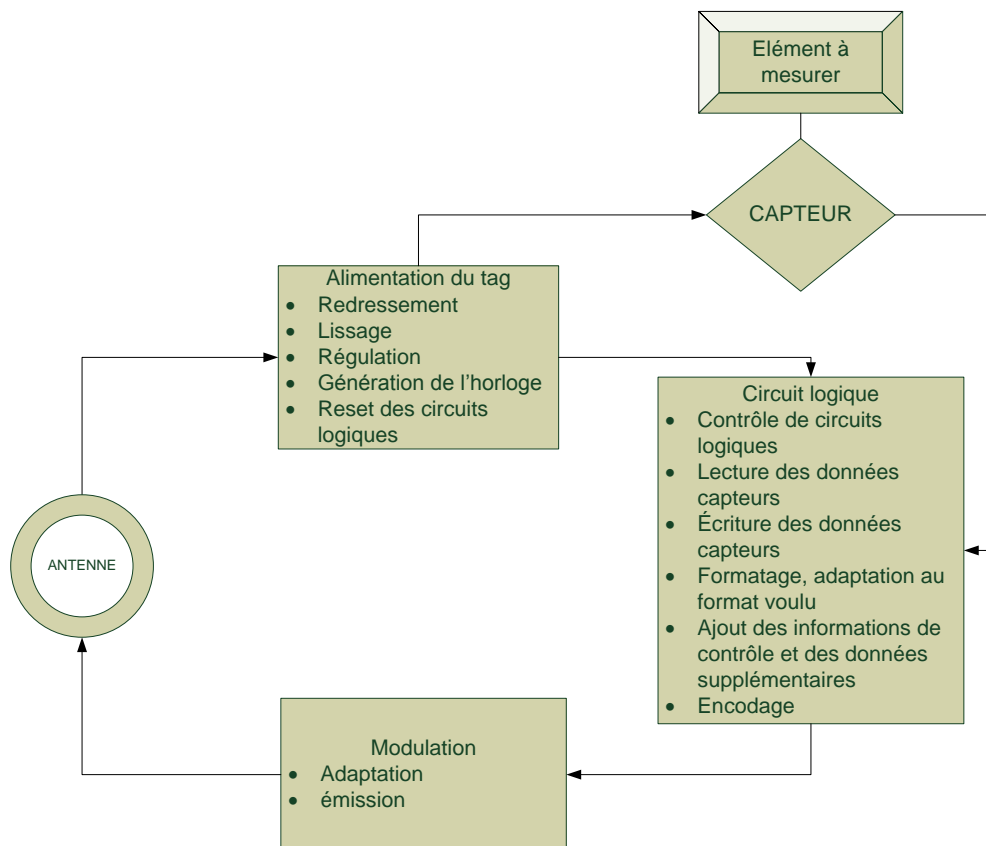 Elément à
mesurer
CAPTEUR
Alimentation du tag
• Redressement
• Lissage
• Régulation
• Génération de l’horloge
• Reset des circuits
logiques
Circuit logique
• Contrôle de circuits
logiques
• Lecture des données
capteurs
• Écriture des données
capteurs
• Formatage, adaptation au
format voulu
• Ajout des informations de
contrôle et des données
supplémentaires
• Encodage
ANTENNE
Modulation
• Adaptation
• émission